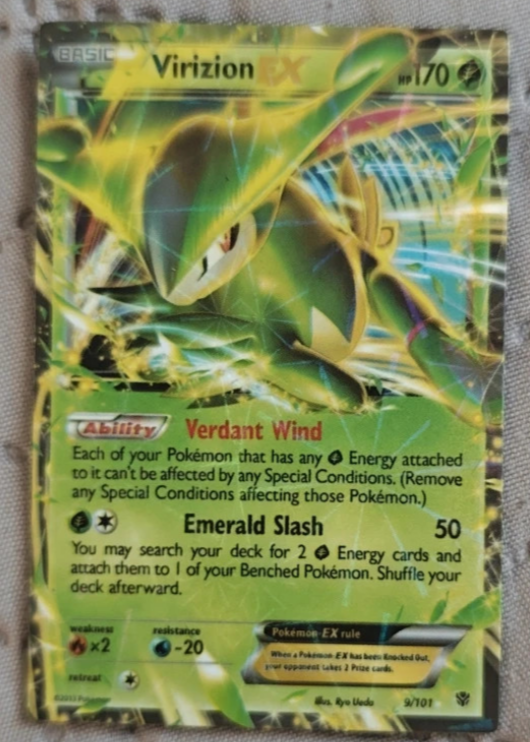 BASIC
Virizion EX HP170
Ability Verdant Wind
Each of your Pokémon that has any Energy attached
to it can't be affected by any Special Conditions. (Remove
any Special Conditions affecting those Pokémon.)
Emerald Slash 50
You may search your deck for 2 Energy cards and
attach them to 1 of your Benched Pokémon. Shuffle your
deck afterward.
weakness resistance
×2 -20
Pokémon-EX rule
When a Pokémon-EX has been Knocked Out,
your opponent takes 2 Prize cards.
retreat
Illus. Ryo Ueda 9/101